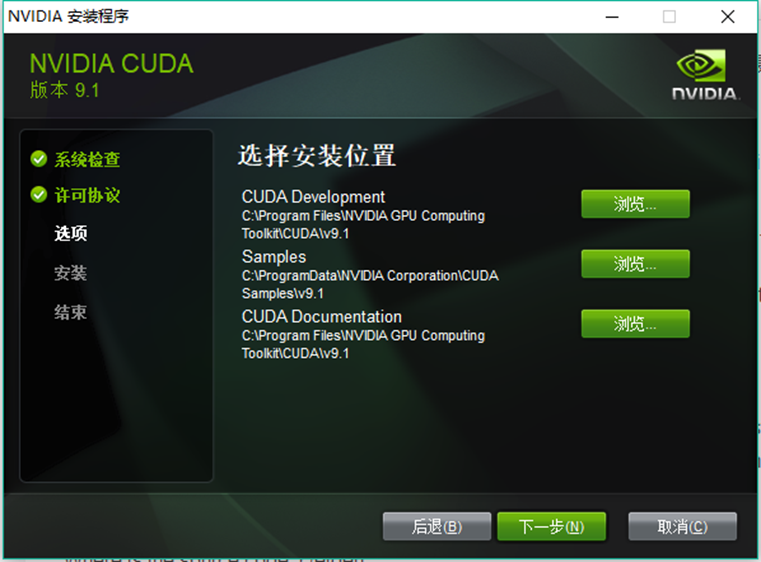 NVIDIA 安装程序
NVIDIA CUDA
版本 9.1
NVIDIA.
系统检查
许可协议
选项
安装
结束
选择安装位置
CUDA Development
C:\Program Files\NVIDIA GPU Computing
Toolkit\CUDA\v9.1
浏览...
Samples
C:\ProgramData\NVIDIA Corporation\CUDA
Samples\v9.1
浏览...
CUDA Documentation
C:\Program Files\NVIDIA GPU Computing
Toolkit\CUDA\v9.1
浏览...
后退(B)
下一步(N)
取消(C)